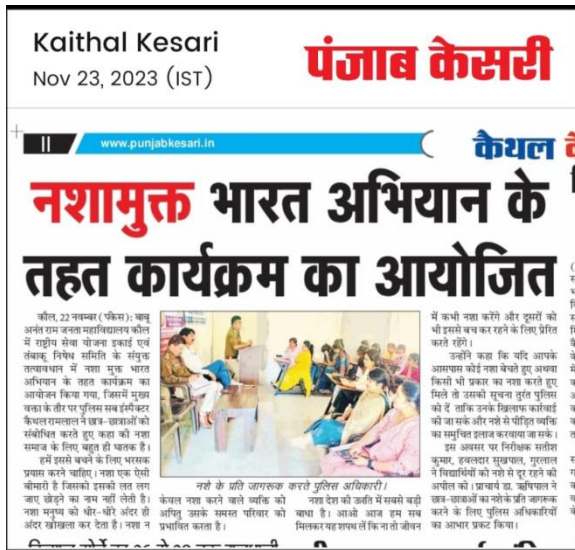 Kaithal Kesari
Nov 23, 2023 (IST)
पंजाब केसरी
II
www.punjabkesari.in
कैथल के
नशामुक्त भारत अभियान के
तहत कार्यक्रम का आयोजित
कौल, 22 नवम्बर (पंकेस): बाबू
अनंत राम जनता महाविद्यालय कौल
में राष्ट्रीय सेवा योजना इकाई एवं
तंबाकू निषेध समिति के संयुक्त
तत्वावधान में नशा मुक्त भारत
अभियान के तहत कार्यक्रम का
आयोजन किया गया, जिसमें मुख्य
वक्ता के तौर पर पुलिस सब इंस्पैक्टर
कैथल रामलाल ने छात्र-छात्राओं को
संबोधित करते हुए कहा की नशा
समाज के लिए बहुत ही घातक है।
हमें इससे बचने के लिए भरसक
प्रयास करने चाहिए। नशा एक ऐसी
बीमारी है जिसको इसकी लत लग
जाए छोड़ने का नाम नहीं लेती है।
नशा मनुष्य को धीर-धीरे अंदर ही
अंदर खोखला कर देता है। नशा न
नशे के प्रति जागरूक करते पुलिस अधिकारी।
केवल नशा करने वाले व्यक्ति को
अपितु उसके समस्त परिवार को
प्रभावित करता है।
नशा देश की उन्नति में सबसे बड़ी
बाधा है। आओ आज हम सब
मिलकर यह शपथ लें कि ना तो जीवन
में कभी नशा करेंगे और दूसरों को
भी इससे बच कर रहने के लिए प्रेरित
करते रहेंगे।
उन्होंने कहा कि यदि आपके
आसपास कोई नशा बेचते हुए अथवा
किसी भी प्रकार का नशा करते हुए
मिले तो उसकी सूचना तुरंत पुलिस
को दें ताकि उनके खिलाफ कार्रवाई
की जा सके और नशे से पीड़ित व्यक्ति
का समुचित इलाज करवाया जा सके।
इस अवसर पर निरीक्षक सतीश
कुमार, हवलदार सुखपाल, गुरलाल
ने विद्यार्थियों को नशे से दूर रहने की
अपील की। प्राचार्य डा. ऋषिपाल ने
छात्र-छात्राओं का नशे के प्रति जागरूक
करने के लिए पुलिस अधिकारियों
का आभार प्रकट किया।